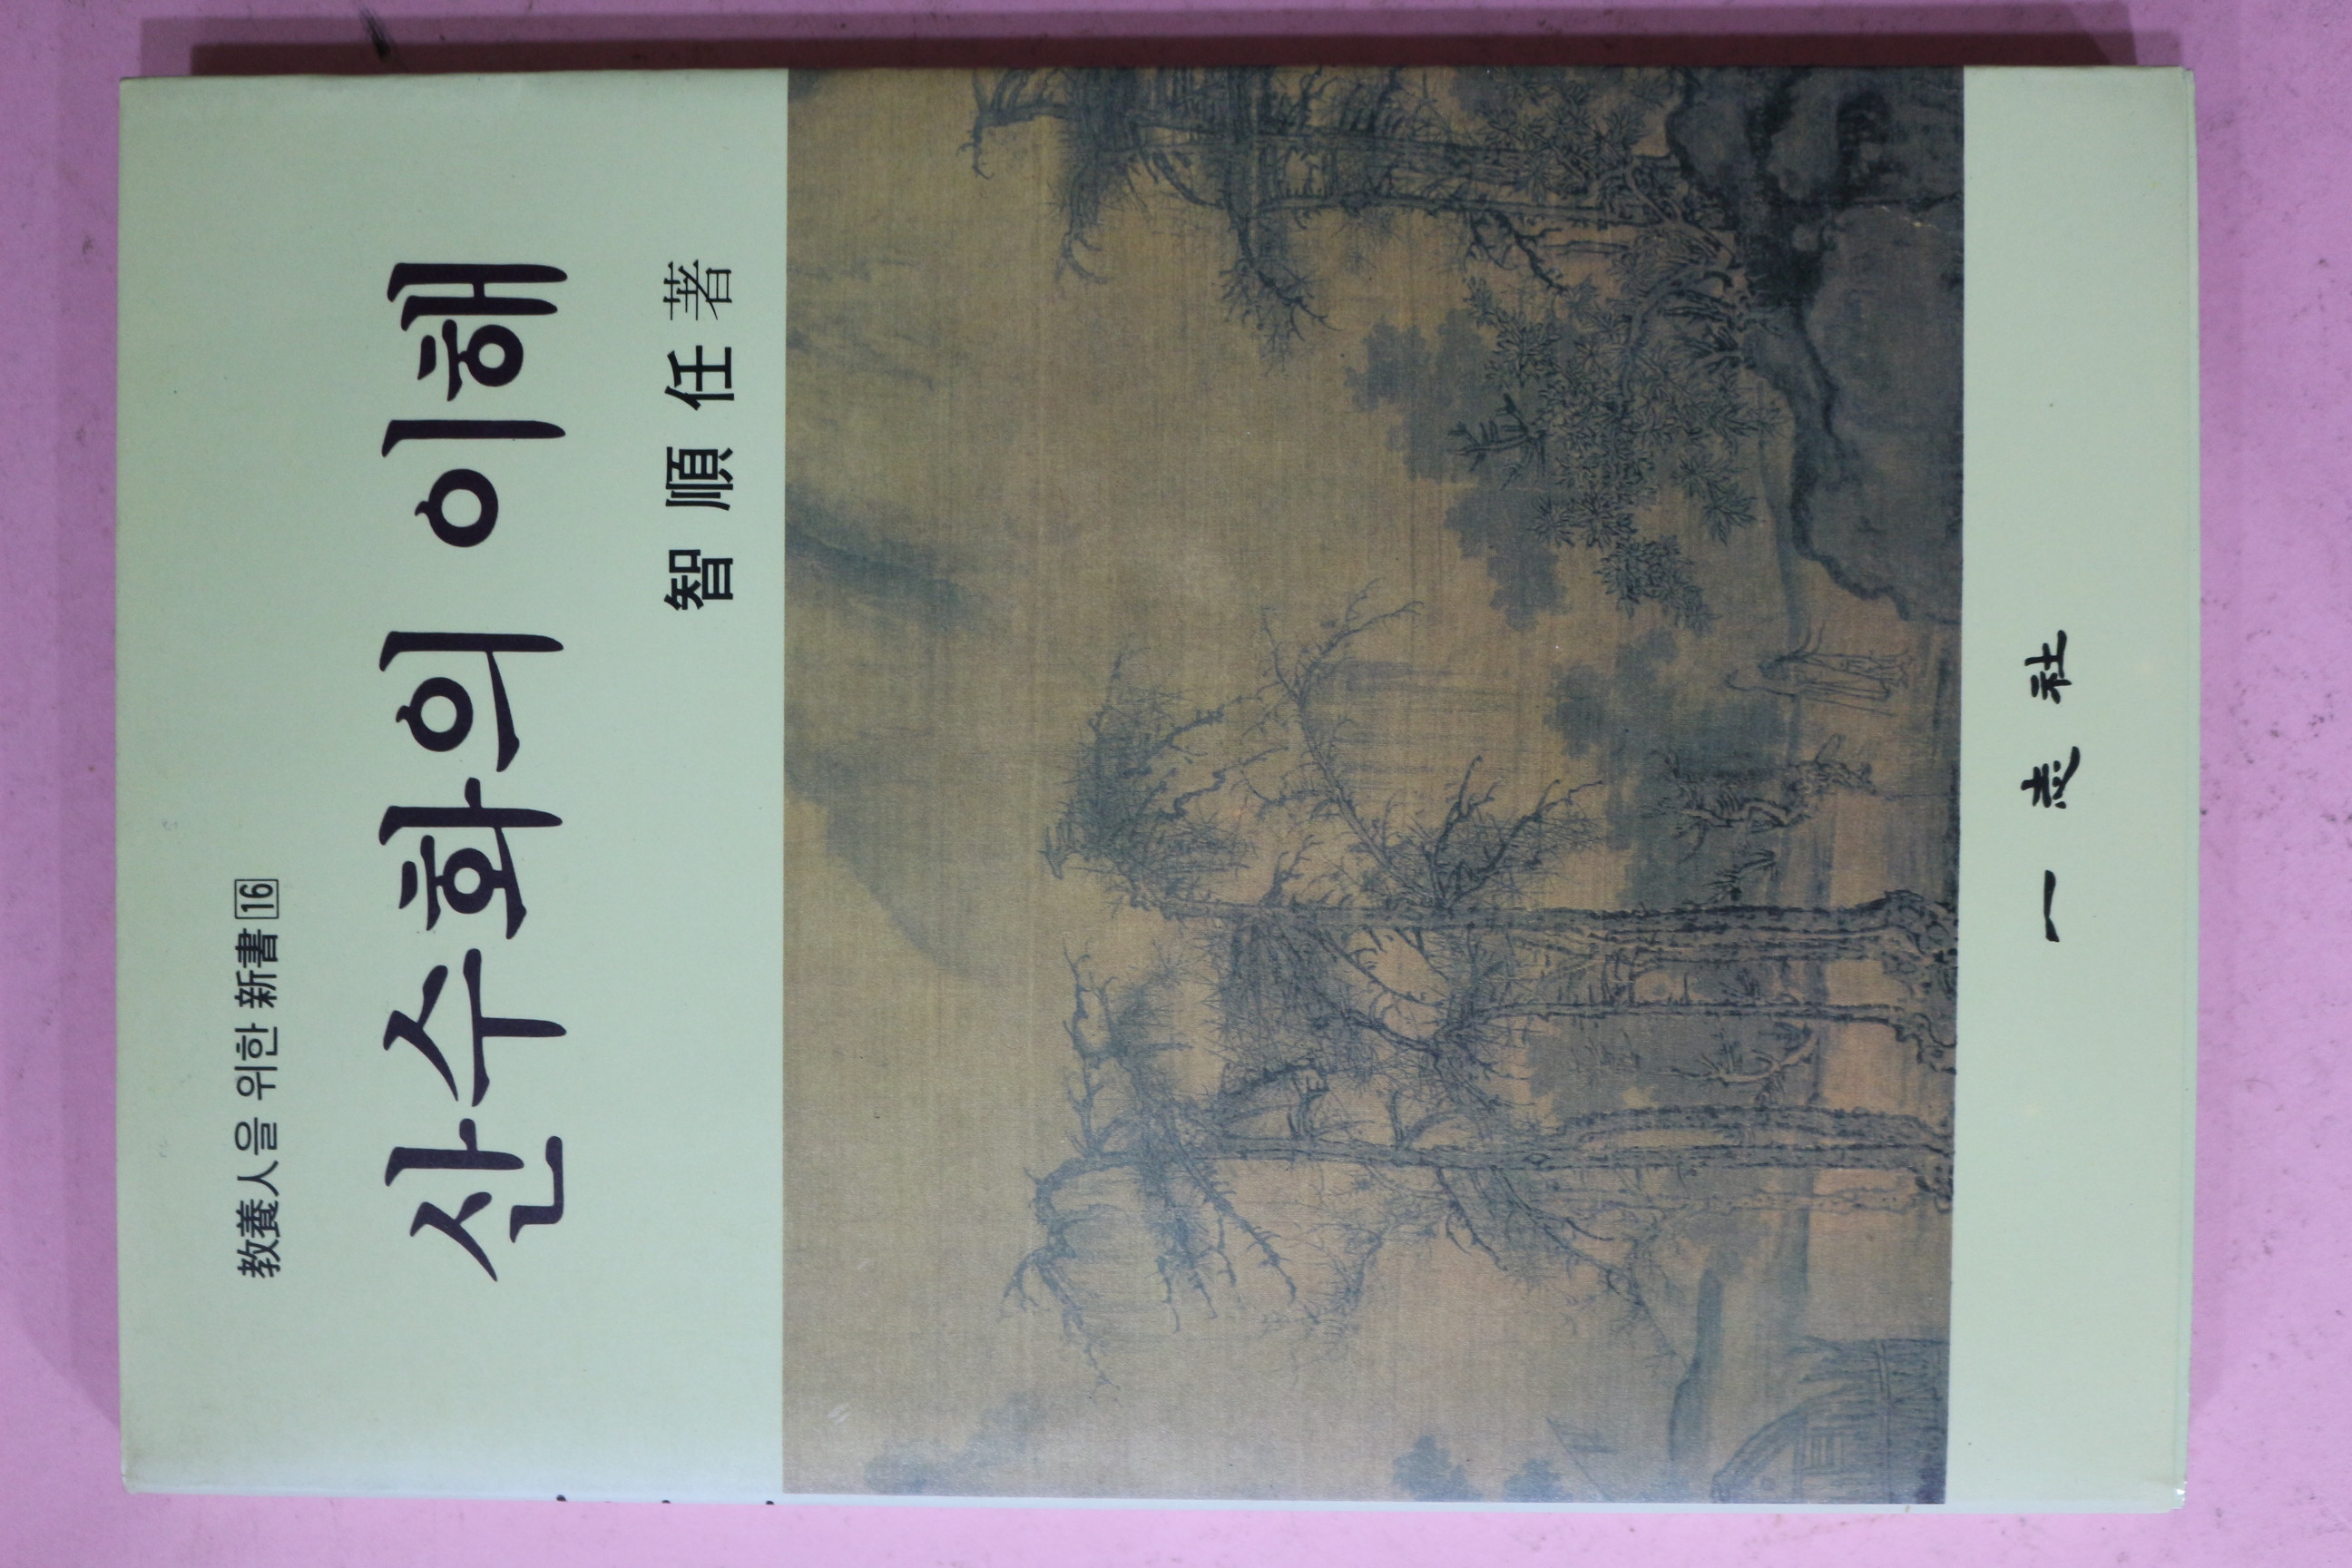 教養人을 위한 新書 16
산수화의 이해
智順任 著
一志社